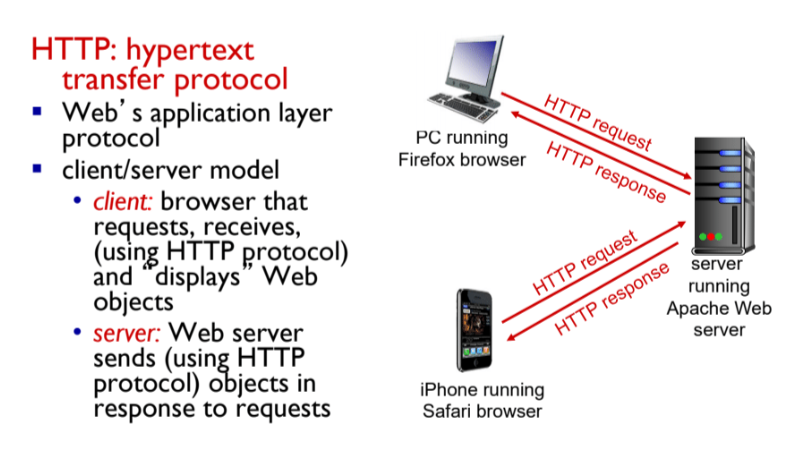 HTTP: hypertext
transfer protocol
▪ Web’s application layer
protocol
▪ client/server model
• client: browser that
requests, receives,
(using HTTP protocol)
and “displays” Web
objects
• server: Web server
sends (using HTTP
protocol) objects in
response to requests
PC running
Firefox browser
HTTP request
HTTP response
HTTP request
HTTP response
server
running
Apache Web
server
iPhone running
Safari browser